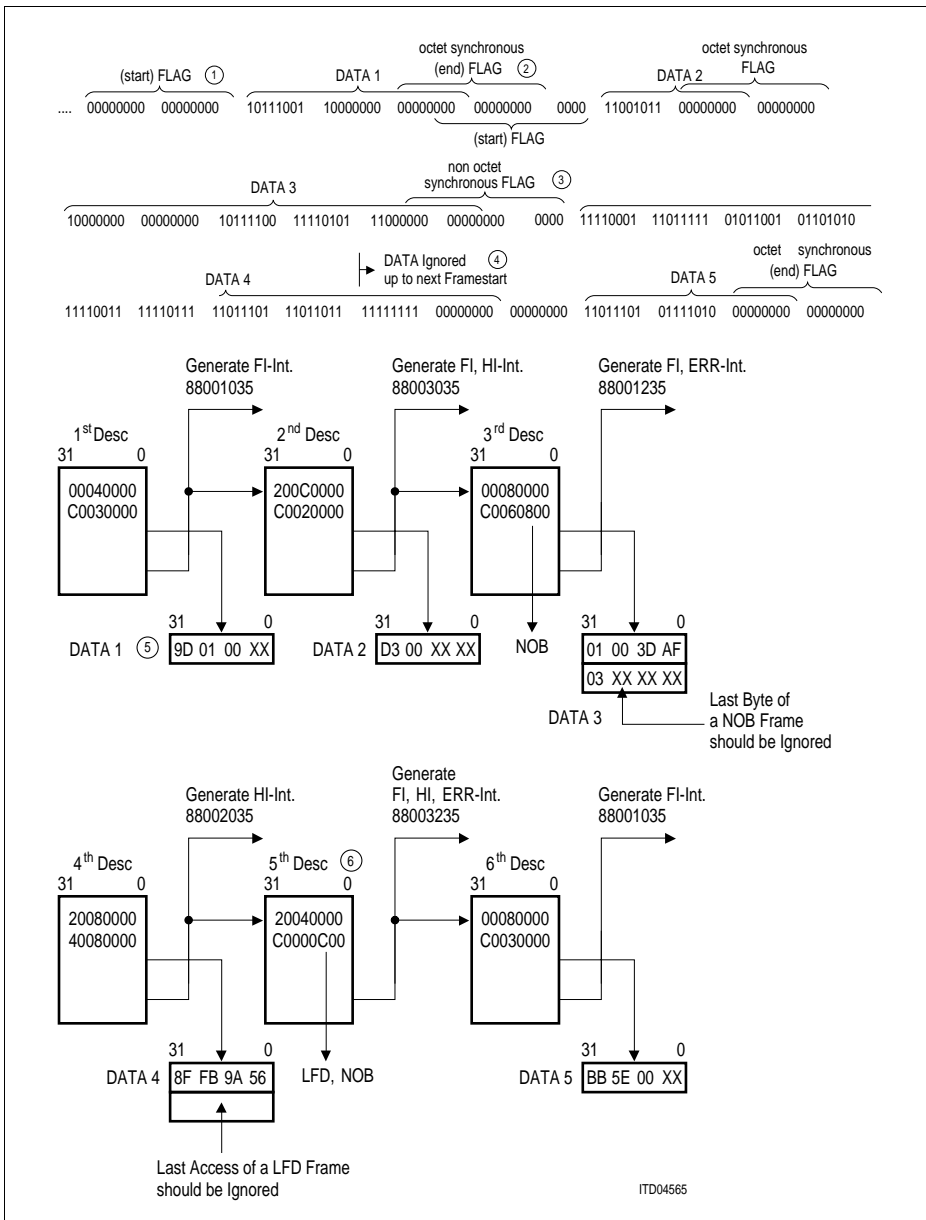 octet synchronous
(start) FLAG 1
DATA 1
(end) FLAG 2
DATA 2
octet synchronous
FLAG
.... 00000000 00000000 10111001 10000000 00000000 00000000 0000 11001011 00000000 00000000
(start) FLAG
DATA 3
non octet
synchronous FLAG 3
10000000 00000000 10111100 11110101 11000000 00000000 0000 11110001 11011111 01011001 01101010
DATA 4
DATA Ignored 4
up to next Framestart
DATA 5
octet synchronous
(end) FLAG
11110011 11110111 11011101 11011011 11111111 00000000 00000000 11011101 01111010 00000000 00000000
Generate FI-Int.
88001035
Generate FI, HI-Int.
88003035
Generate FI, ERR-Int.
88001235
1st Desc
31 0
00040000
C0030000
2nd Desc
31 0
200C0000
C0020000
3rd Desc
31 0
00080000
C0060800
31 0
DATA 1 5 9D 01 00 XX
31 0
DATA 2 D3 00 XX XX
NOB
31 0
01 00 3D AF
03 XX XX XX
DATA 3
Last Byte of
a NOB Frame
should be Ignored
Generate HI-Int.
88002035
Generate
FI, HI, ERR-Int.
88003235
Generate FI-Int.
88001035
4th Desc
31 0
20080000
40080000
5th Desc 6
31 0
20040000
C0000C00
6th Desc
31 0
00080000
C0030000
31 0
DATA 4 8F FB 9A 56
LFD, NOB
31 0
DATA 5 BB 5E 00 XX
Last Access of a LFD Frame
should be Ignored
ITD04565